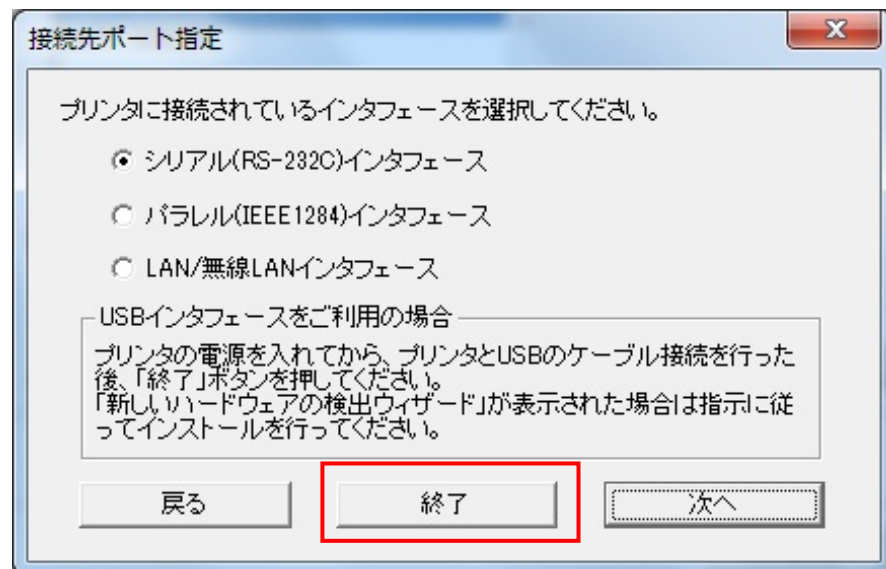 接続先ポート指定
プリンタに接続されているインタフェースを選択してください。
シリアル(RS-232C)インタフェース
パラレル(IEEE1284)インタフェース
LAN/無線LANインタフェース
USBインタフェースをご利用の場合
プリンタの電源を入れてから、プリンタとUSBのケーブル接続を行った
後、「終了」ボタンを押してください。
「新しいハードウェアの検出ウィザード」が表示された場合は指示に従
ってインストールを行ってください。
戻る
終了
次へ